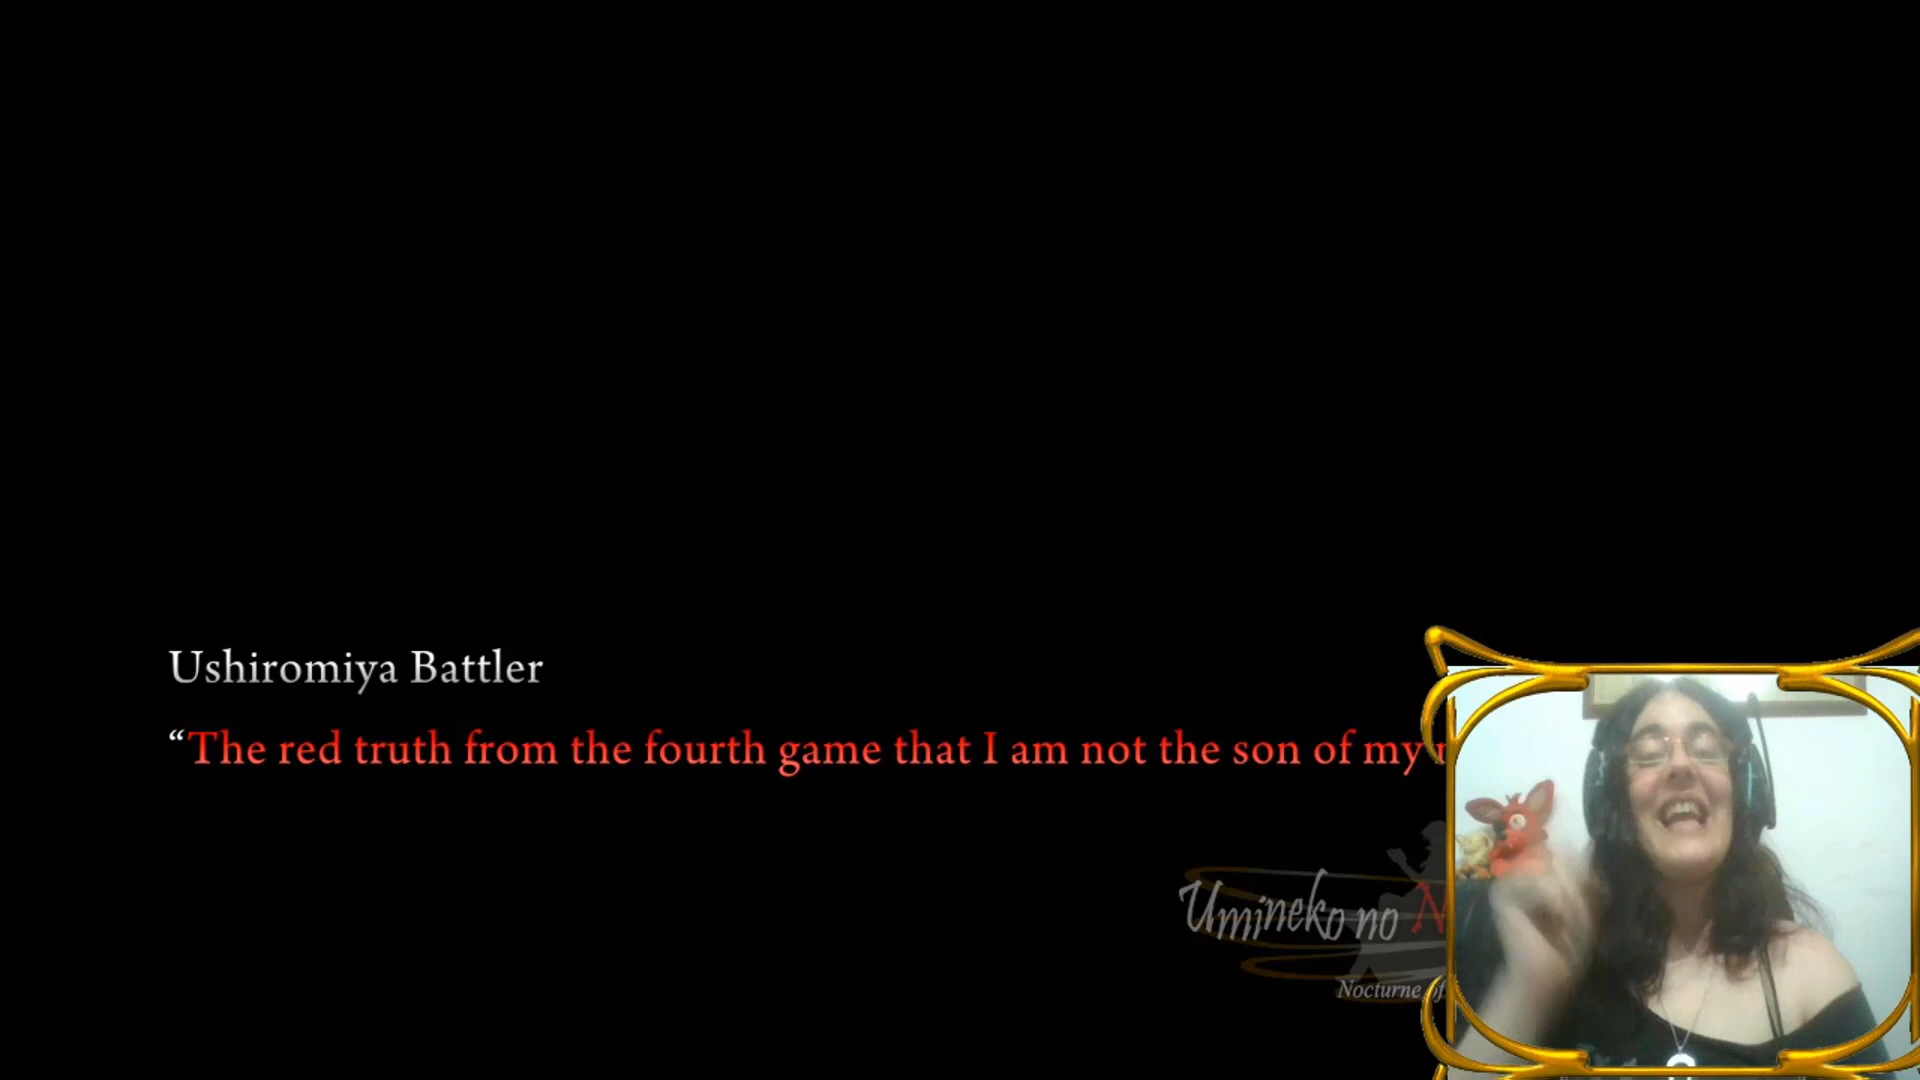 Ushiromiya Battler
“The red truth from the fourth game that I am not the son of my
Umineko no N
Nocturne of